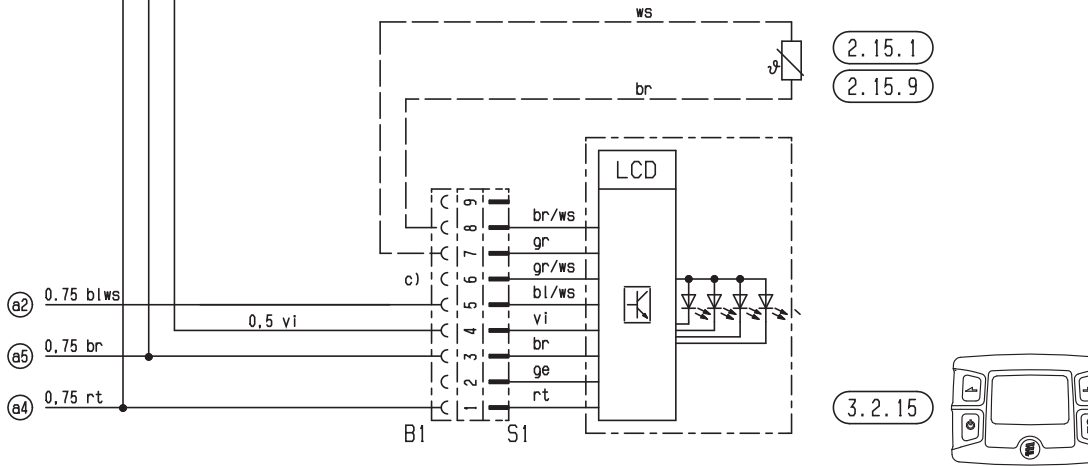 ws
ϑ
2.15.1
br
2.15.9
LCD
9
8 br/ws
7 gr
c) 6 gr/ws
a2 0.75 blws 5 bl/ws
0,5 vi 4 vi
a5 0,75 br 3 br
2 ge
a4 0,75 rt 1 rt
3.2.15
B1 S1